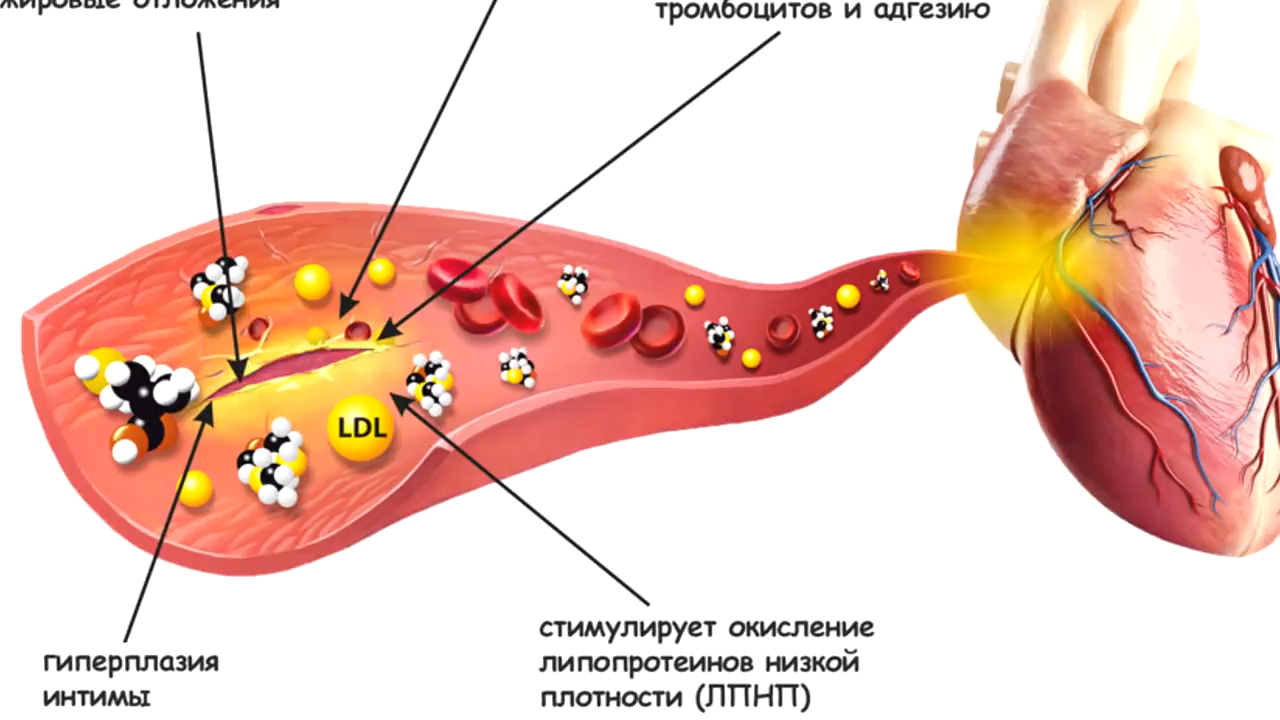 жировые отложения
тромбоцитов и адгезию
LDL
гиперплазия
интимы
стимулирует окисление
липопротеинов низкой
плотности (ЛПНП)